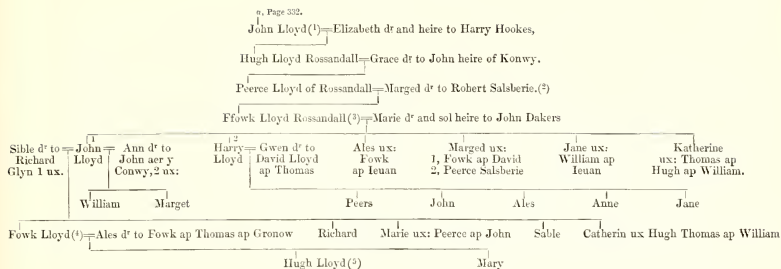 a, Page 332.
John Lloyd(¹)═Elizabeth dʳ and heire to Harry Hookes,
Hugh Lloyd Rossandall═Grace dʳ to John heire of Konwy.
Peerce Lloyd of Rossandall═Marged dʳ to Robert Salsberie.(²)
Ffowk Lloyd Rossandall(³)═Marie dʳ and sol heire to John Dakers
Sible dʳ to
Richard
Glyn 1 ux.
1
John
Lloyd
Ann dʳ to
John aer y
Conwy, 2 ux:
2
Harry
Lloyd
Gwen dʳ to
David Lloyd
ap Thomas
Ales ux:
Fowk
ap Ieuan
Marged ux:
1, Fowk ap David
2, Peerce Salsberie
Jane ux:
William ap
Ieuan
Katherine
ux: Thomas ap
Hugh ap William.
William Marget
Peers John Ales Anne Jane
Fowk Lloyd(⁴)═Ales dʳ to Fowk ap Thomas ap Gronow Richard Marie ux: Peerce ap John Sable Catherin ux Hugh Thomas ap William
Hugh Lloyd(⁵) Mary